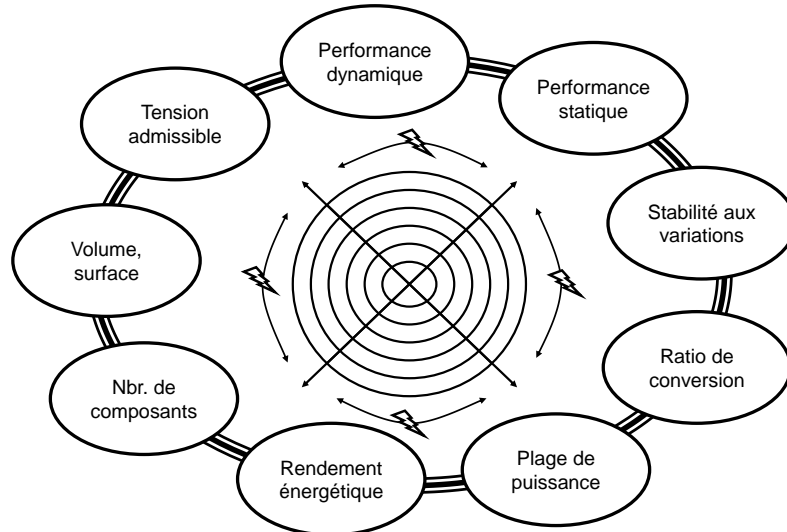 Performance
dynamique
Performance
statique
Tension
admissible
Stabilité aux
variations
Volume,
surface
Ratio de
conversion
Nbr. de
composants
Plage de
puissance
Rendement
énergétique